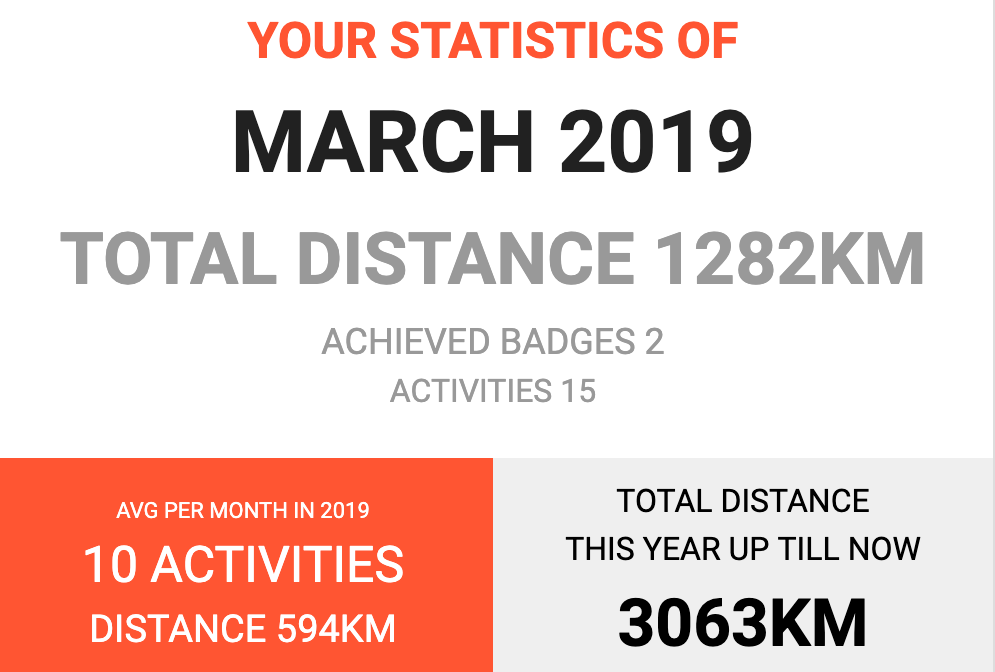 YOUR STATISTICS OF
MARCH 2019
TOTAL DISTANCE 1282KM
ACHIEVED BADGES 2
ACTIVITIES 15
AVG PER MONTH IN 2019
10 ACTIVITIES
DISTANCE 594KM
TOTAL DISTANCE
THIS YEAR UP TILL NOW
3063KM